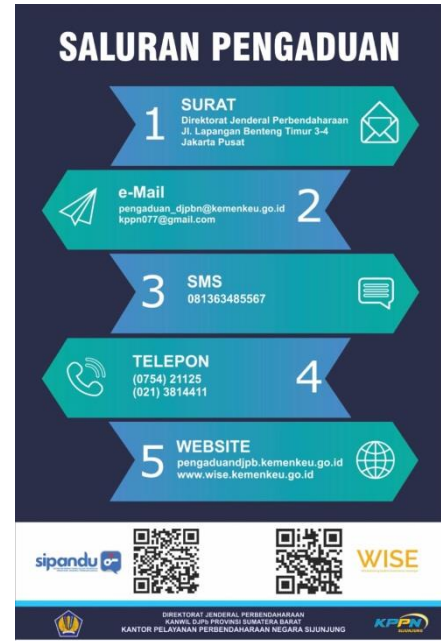 SALURAN PENGADUAN
1
SURAT
Direktorat Jenderal Perbendaharaan
Jl. Lapangan Benteng Timur 3-4
Jakarta Pusat
e-Mail
pengaduan_djpbn@kemenkeu.go.id
kppn077@gmail.com
2
3
SMS
081363485567
TELEPON
(0754) 21125
(021) 3814411
4
5
WEBSITE
pengaduandjpb.kemenkeu.go.id
www.wise.kemenkeu.go.id
sipandu
WISE
DIREKTORAT JENDERAL PERBENDAHARAAN
KANWIL DJPb PROVINSI SUMATERA BARAT
KANTOR PELAYANAN PERBENDAHARAAN NEGARA SIJUNJUNG
KPPN
SIJUNJUNG